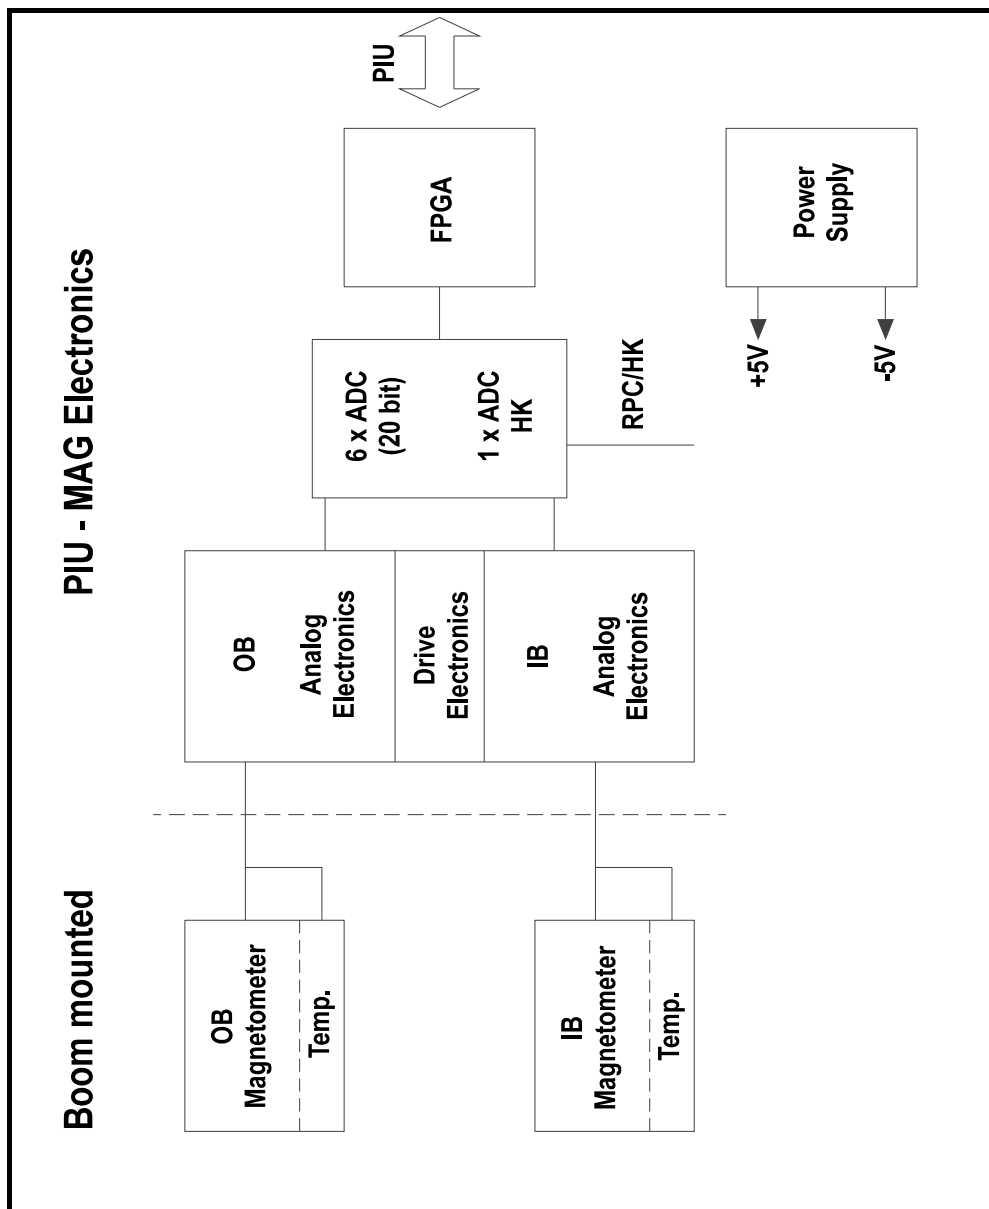 Boom mounted
PIU - MAG Electronics
OB
Magnetometer
Temp.
IB
Magnetometer
Temp.
OB
Analog
Electronics
Drive
Electronics
IB
Analog
Electronics
6 x ADC
(20 bit)
1 x ADC
HK
RPC/HK
FPGA
PIU
+5V
-5V
Power
Supply